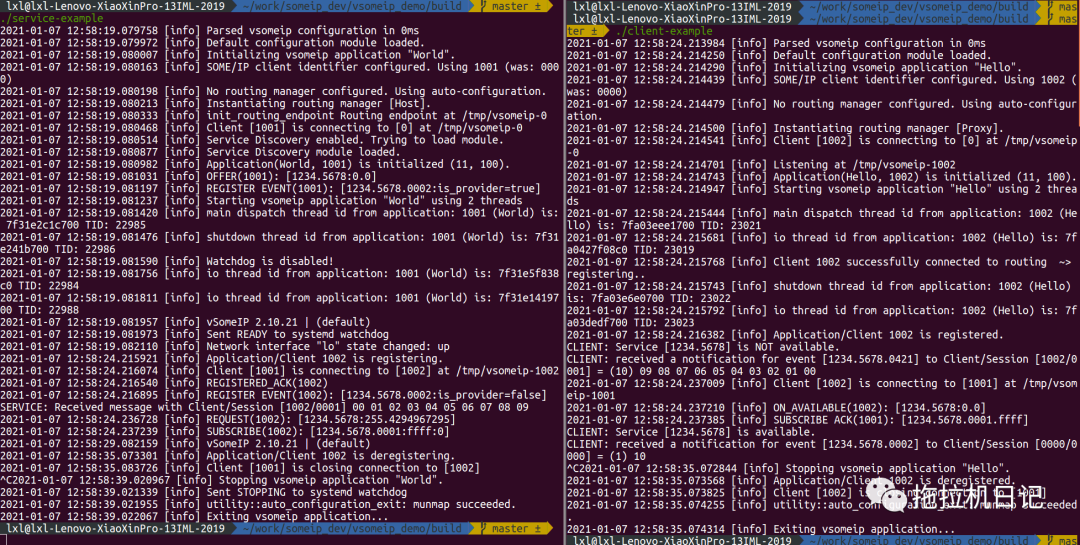 lxl@lxl-Lenovo-XiaoXinPro-13IML-2019 ~/work/someip_dev/vsomeip_demo/build master ±
./service-example
2021-01-07 12:58:19.079758 [info] Parsed vsomeip configuration in 0ms
2021-01-07 12:58:19.079972 [info] Default configuration module loaded.
2021-01-07 12:58:19.080007 [info] Initializing vsomeip application "World".
2021-01-07 12:58:19.080163 [info] SOME/IP client identifier configured. Using 1001 (was: 000
0)
2021-01-07 12:58:19.080198 [info] No routing manager configured. Using auto-configuration.
2021-01-07 12:58:19.080213 [info] Instantiating routing manager [Host].
2021-01-07 12:58:19.080333 [info] init_routing_endpoint Routing endpoint at /tmp/vsomeip-0
2021-01-07 12:58:19.080468 [info] Client [1001] is connecting to [0] at /tmp/vsomeip-0
2021-01-07 12:58:19.080514 [info] Service Discovery enabled. Trying to load module.
2021-01-07 12:58:19.080877 [info] Service Discovery module loaded.
2021-01-07 12:58:19.080982 [info] Application(World, 1001) is initialized (11, 100).
2021-01-07 12:58:19.081031 [info] OFFER(1001): [1234.5678:0.0]
2021-01-07 12:58:19.081197 [info] REGISTER EVENT(1001): [1234.5678.0002:is_provider=true]
2021-01-07 12:58:19.081237 [info] Starting vsomeip application "World" using 2 threads
2021-01-07 12:58:19.081420 [info] main dispatch thread id from application: 1001 (World) is:
7f31e2c1c700 TID: 22985
2021-01-07 12:58:19.081476 [info] shutdown thread id from application: 1001 (World) is: 7f31
e241b700 TID: 22986
2021-01-07 12:58:19.081590 [info] Watchdog is disabled!
2021-01-07 12:58:19.081756 [info] io thread id from application: 1001 (World) is: 7f31e5f838
c0 TID: 22984
2021-01-07 12:58:19.081811 [info] io thread id from application: 1001 (World) is: 7f31e14197
00 TID: 22988
2021-01-07 12:58:19.081957 [info] vSomeIP 2.10.21 | (default)
2021-01-07 12:58:19.081973 [info] Sent READY to systemd watchdog
2021-01-07 12:58:19.082110 [info] Network interface "lo" state changed: up
2021-01-07 12:58:24.215921 [info] Application/Client 1002 is registering.
2021-01-07 12:58:24.216074 [info] Client [1001] is connecting to [1002] at /tmp/vsomeip-1002
2021-01-07 12:58:24.216540 [info] REGISTERED_ACK(1002)
2021-01-07 12:58:24.216895 [info] REGISTER EVENT(1002): [1234.5678.0002:is_provider=false]
SERVICE: Received message with Client/Session [1002/0001] 00 01 02 03 04 05 06 07 08 09
2021-01-07 12:58:24.236728 [info] REQUEST(1002): [1234.5678:255.4294967295]
2021-01-07 12:58:24.237239 [info] SUBSCRIBE(1002): [1234.5678.0001:ffff:0]
2021-01-07 12:58:29.082159 [info] vSomeIP 2.10.21 | (default)
2021-01-07 12:58:35.073301 [info] Application/Client 1002 is deregistering.
2021-01-07 12:58:35.083726 [info] Client [1001] is closing connection to [1002]
^C2021-01-07 12:58:39.020967 [info] Stopping vsomeip application "World".
2021-01-07 12:58:39.021339 [info] Sent STOPPING to systemd watchdog
2021-01-07 12:58:39.021955 [info] utility::auto_configuration_exit: munmap succeeded.
2021-01-07 12:58:39.022067 [info] Exiting vsomeip application...
lxl@lxl-Lenovo-XiaoXinPro-13IML-2019 ~/work/someip_dev/vsomeip_demo/build master ±
lxl@lxl-Lenovo-XiaoXinPro-13IML-2019 ~/work/someip_dev/vsomeip_demo/build mas
lxl@lxl-Lenovo-XiaoXinPro-13IML-2019 ~/work/someip_dev/vsomeip_demo/build mas
ter ± ./client-example
2021-01-07 12:58:24.213984 [info] Parsed vsomeip configuration in 0ms
2021-01-07 12:58:24.214250 [info] Default configuration module loaded.
2021-01-07 12:58:24.214290 [info] Initializing vsomeip application "Hello".
2021-01-07 12:58:24.214439 [info] SOME/IP client identifier configured. Using 1002 (
was: 0000)
2021-01-07 12:58:24.214479 [info] No routing manager configured. Using auto-configur
ation.
2021-01-07 12:58:24.214500 [info] Instantiating routing manager [Proxy].
2021-01-07 12:58:24.214541 [info] Client [1002] is connecting to [0] at /tmp/vsomeip
-0
2021-01-07 12:58:24.214701 [info] Listening at /tmp/vsomeip-1002
2021-01-07 12:58:24.214743 [info] Application(Hello, 1002) is initialized (11, 100).
2021-01-07 12:58:24.214947 [info] Starting vsomeip application "Hello" using 2 threa
ds
2021-01-07 12:58:24.215444 [info] main dispatch thread id from application: 1002 (He
llo) is: 7fa03eee1700 TID: 23021
2021-01-07 12:58:24.215681 [info] io thread id from application: 1002 (Hello) is: 7f
a0427f08c0 TID: 23019
2021-01-07 12:58:24.215768 [info] Client 1002 successfully connected to routing ~>
registering..
2021-01-07 12:58:24.215743 [info] shutdown thread id from application: 1002 (Hello)
is: 7fa03e6e0700 TID: 23022
2021-01-07 12:58:24.215792 [info] io thread id from application: 1002 (Hello) is: 7f
a03dedf700 TID: 23023
2021-01-07 12:58:24.216382 [info] Application/Client 1002 is registered.
CLIENT: Service [1234.5678] is NOT available.
CLIENT: received a notification for event [1234.5678.0421] to Client/Session [1002/0
001] = (10) 09 08 07 06 05 04 03 02 01 00
2021-01-07 12:58:24.237009 [info] Client [1002] is connecting to [1001] at /tmp/vsom
eip-1001
2021-01-07 12:58:24.237210 [info] ON_AVAILABLE(1002): [1234.5678:0.0]
2021-01-07 12:58:24.237385 [info] SUBSCRIBE ACK(1001): [1234.5678.0001.ffff]
CLIENT: Service [1234.5678] is available.
CLIENT: received a notification for event [1234.5678.0002] to Client/Session [0000/0
000] = (1) 10
^C2021-01-07 12:58:35.072844 [info] Stopping vsomeip application "Hello".
2021-01-07 12:58:35.073568 [info] Application/Client 1002 is deregistered.
2021-01-07 12:58:35.073825 [info] Client [1002] is closing connection to [1001]
2021-01-07 12:58:35.074255 [info] utility::auto_configuration_exit: munmap succeeded
.
2021-01-07 12:58:35.074314 [info] Exiting vsomeip application...
lxl@lxl-Lenovo-XiaoXinPro-13IML-2019 ~/work/someip_dev/vsomeip_demo/build mas
拖拉机日记